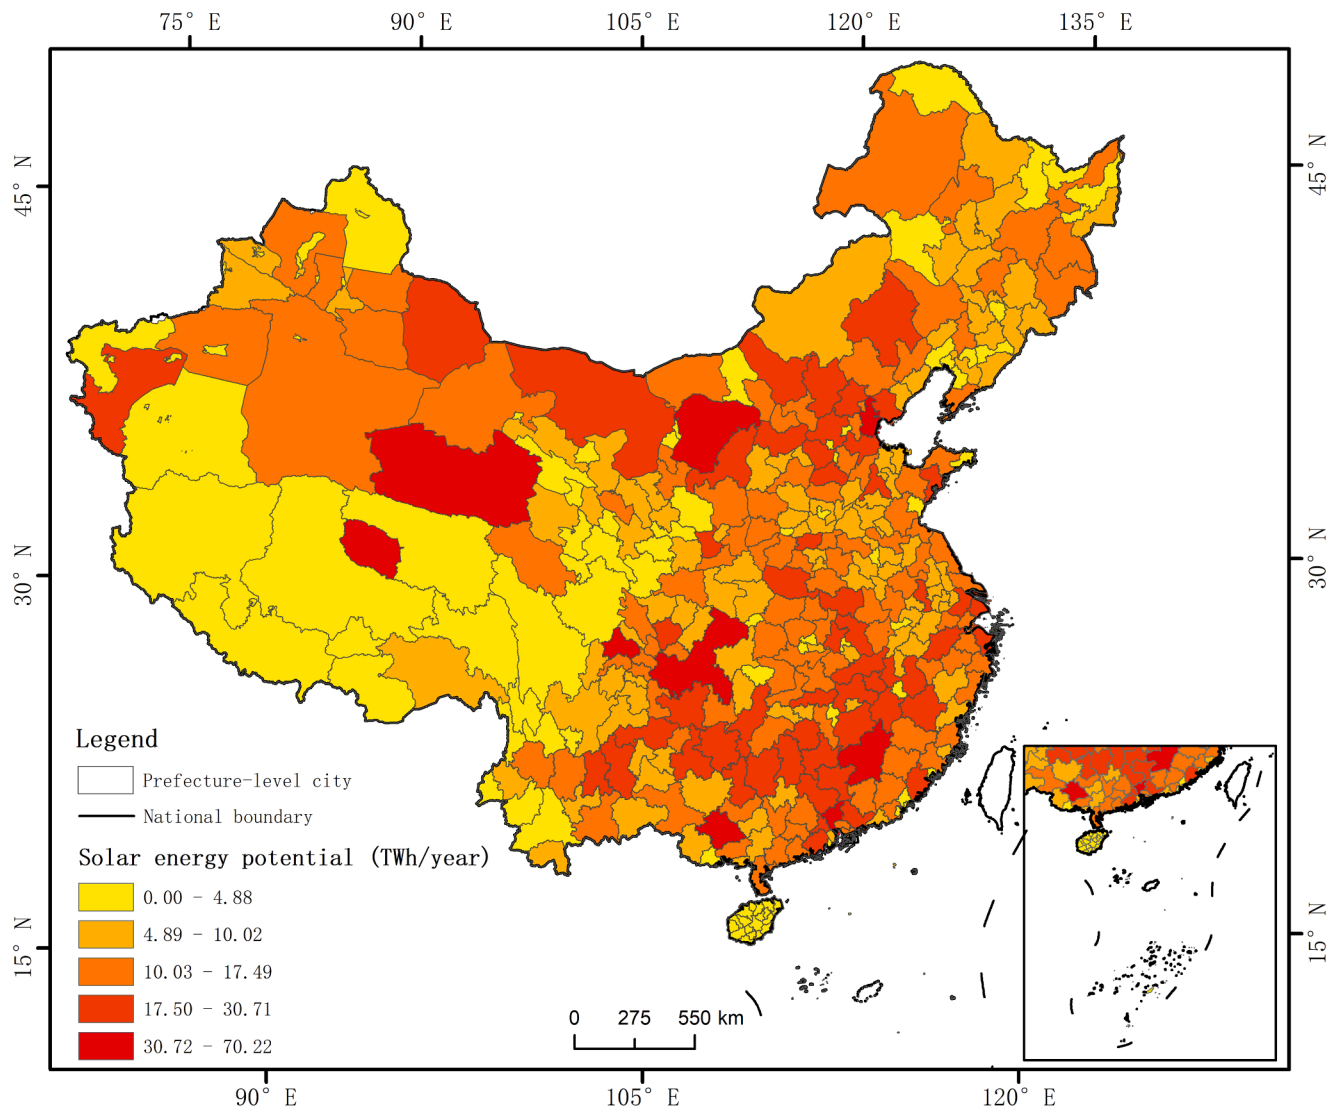 75° E 90° E 105° E 120° E 135° E
45° N
45° N
30° N
30° N
15° N
15° N
Legend
Prefecture-level city
National boundary
Solar energy potential (TWh/year)
0.00 - 4.88
4.89 - 10.02
10.03 - 17.49
17.50 - 30.71
30.72 - 70.22
0 275 550 km
90° E 105° E 120° E